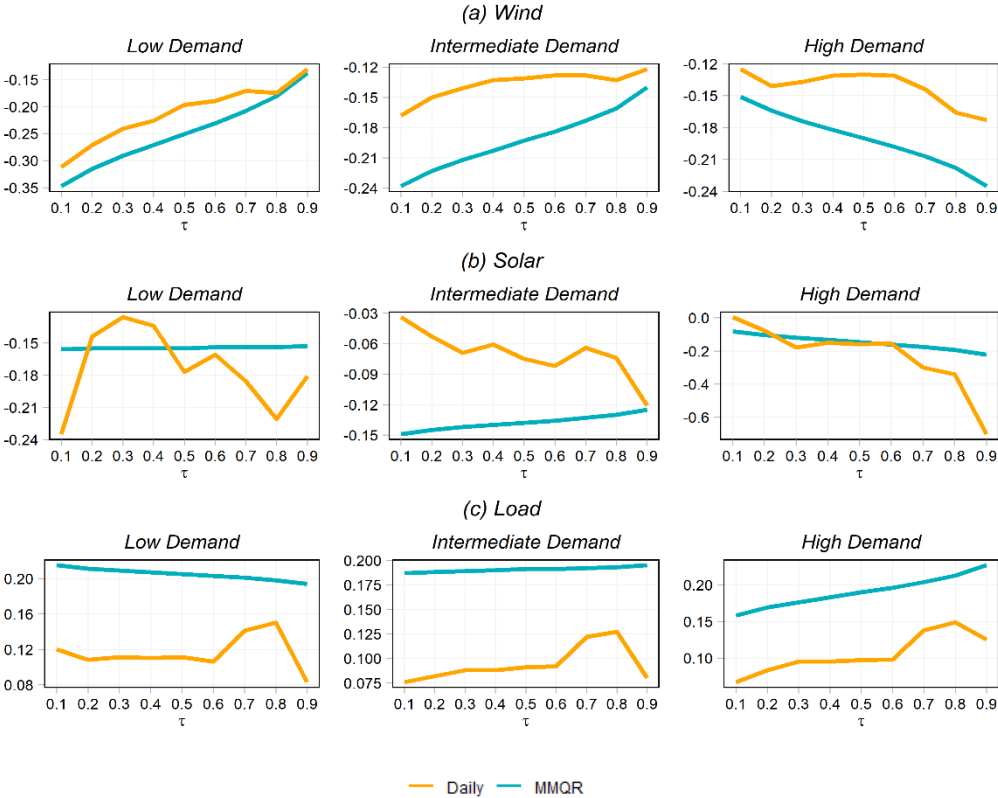 (a) Wind
Low Demand
Intermediate Demand
High Demand
-0.15
-0.20
-0.25
-0.30
-0.35
0.1 0.2 0.3 0.4 0.5 0.6 0.7 0.8 0.9
τ
-0.12
-0.15
-0.18
-0.21
-0.24
0.1 0.2 0.3 0.4 0.5 0.6 0.7 0.8 0.9
τ
-0.12
-0.15
-0.18
-0.21
-0.24
0.1 0.2 0.3 0.4 0.5 0.6 0.7 0.8 0.9
τ
(b) Solar
Low Demand
Intermediate Demand
High Demand
-0.15
-0.18
-0.21
-0.24
0.1 0.2 0.3 0.4 0.5 0.6 0.7 0.8 0.9
τ
-0.03
-0.06
-0.09
-0.12
-0.15
0.1 0.2 0.3 0.4 0.5 0.6 0.7 0.8 0.9
τ
0.0
-0.2
-0.4
-0.6
0.1 0.2 0.3 0.4 0.5 0.6 0.7 0.8 0.9
τ
(c) Load
Low Demand
Intermediate Demand
High Demand
0.20
0.16
0.12
0.08
0.1 0.2 0.3 0.4 0.5 0.6 0.7 0.8 0.9
τ
0.200
0.175
0.150
0.125
0.100
0.075
0.1 0.2 0.3 0.4 0.5 0.6 0.7 0.8 0.9
τ
0.20
0.15
0.10
0.1 0.2 0.3 0.4 0.5 0.6 0.7 0.8 0.9
τ
Daily MMQR